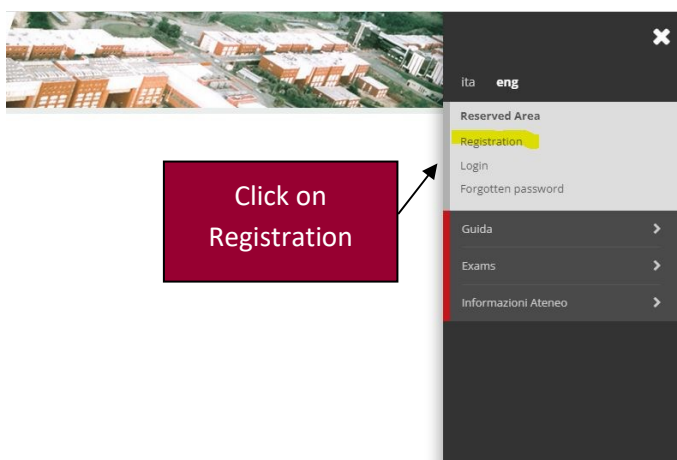 ita eng
Reserved Area
Registration
Login
Forgotten password
Click on
Registration
Guida
Exams
Informazioni Ateneo